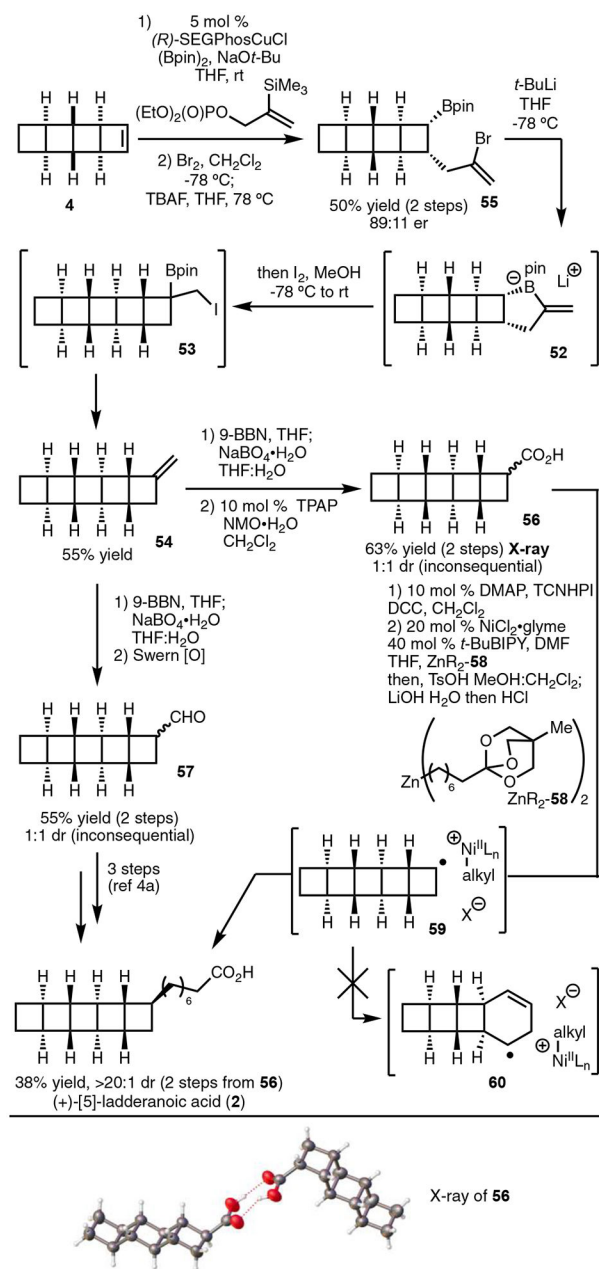 1) 5 mol %
(R)-SEGPhosCuCl
(Bpin)2, NaOt-Bu
THF, rt
SiMe3
(EtO)2(O)PO
2) Br2, CH2Cl2
-78 ºC;
TBAF, THF, 78 ºC
H H H
H H H
4
H H H
Bpin
Br
H H
50% yield (2 steps)
89:11 er
55
t-BuLi
THF
-78 ºC
H H H H
Bpin
I
H H H H
53
then I2, MeOH
-78 ºC to rt
H H H
pin
⊖
B
Li⊕
H H H
52
H H H H
H H H H
54
55% yield
1) 9-BBN, THF;
NaBO4•H2O
THF:H2O
2) 10 mol % TPAP
NMO•H2O
CH2Cl2
H H H H
CO2H
H H H H
56
63% yield (2 steps) X-ray
1:1 dr (inconsequential)
1) 10 mol % DMAP, TCNHPI
DCC, CH2Cl2
2) 20 mol % NiCl2•glyme
40 mol % t-BuBIPY, DMF
THF, ZnR2-58
then, TsOH MeOH:CH2Cl2;
LiOH H2O then HCl
1) 9-BBN, THF;
NaBO4•H2O
THF:H2O
2) Swern [O]
H H H H
CHO
H H H H
57
55% yield (2 steps)
1:1 dr (inconsequential)
Me
O
O
O
Zn
6
ZnR2-58
2
3 steps
(ref 4a)
H H H H
•
⊕
NiIILn
alkyl
X⊖
H H H H
59
H H H H
6
CO2H
H H H H
38% yield, >20:1 dr (2 steps from 56)
(+)-[5]-ladderanoic acid (2)
H H H
X⊖
alkyl
⊕
NiIILn
•
H H H
60
X-ray of 56